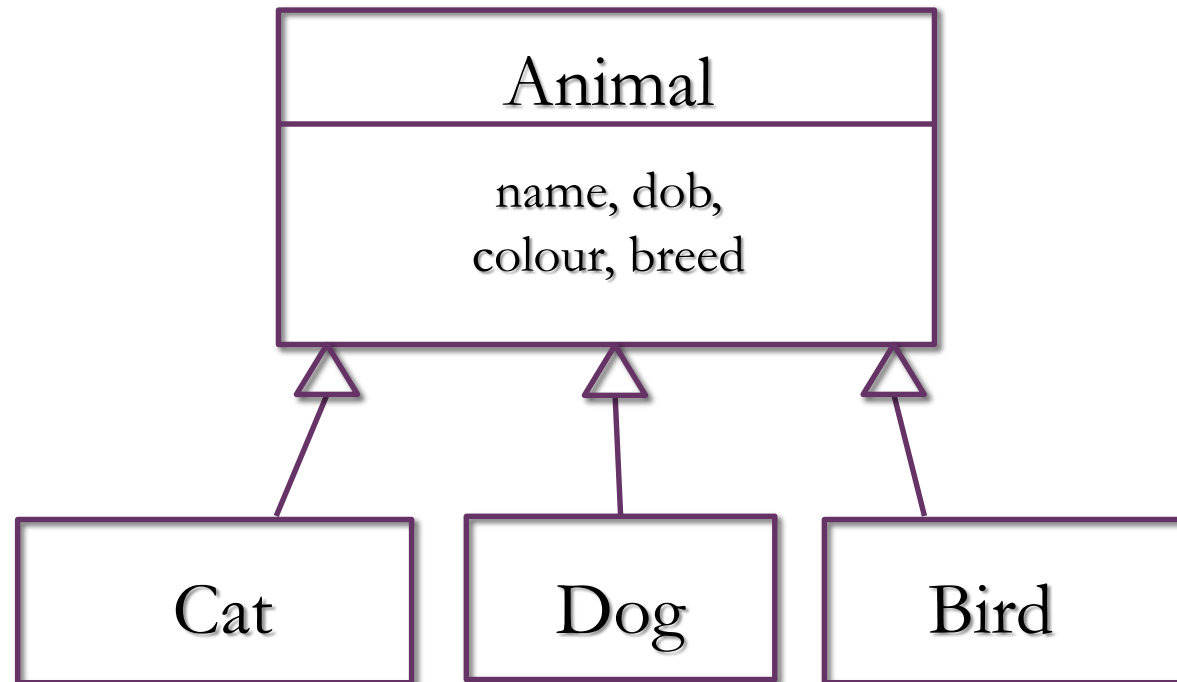 Animal
name, dob,
colour, breed
Cat
Dog
Bird